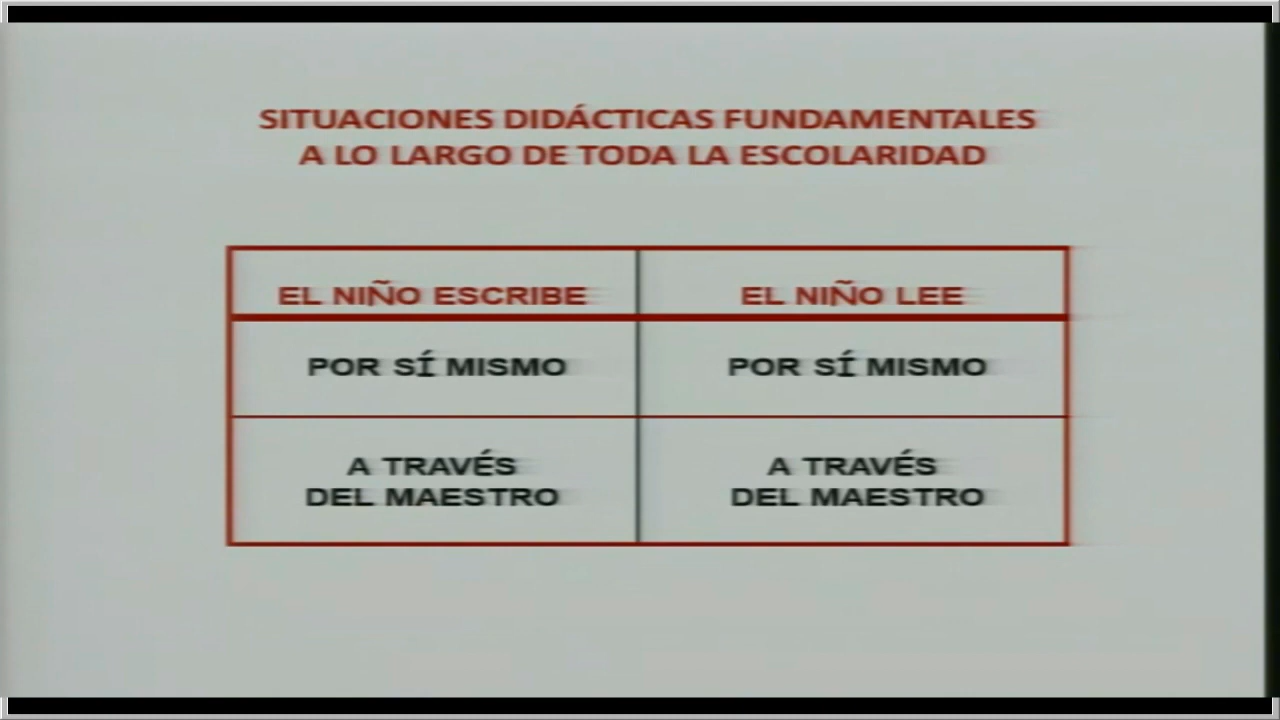 SITUACIONES DIDÁCTICAS FUNDAMENTALES
A LO LARGO DE TODA LA ESCOLARIDAD
EL NIÑO ESCRIBE
EL NIÑO LEE
POR SÍ MISMO
POR SÍ MISMO
A TRAVÉS
DEL MAESTRO
A TRAVÉS
DEL MAESTRO